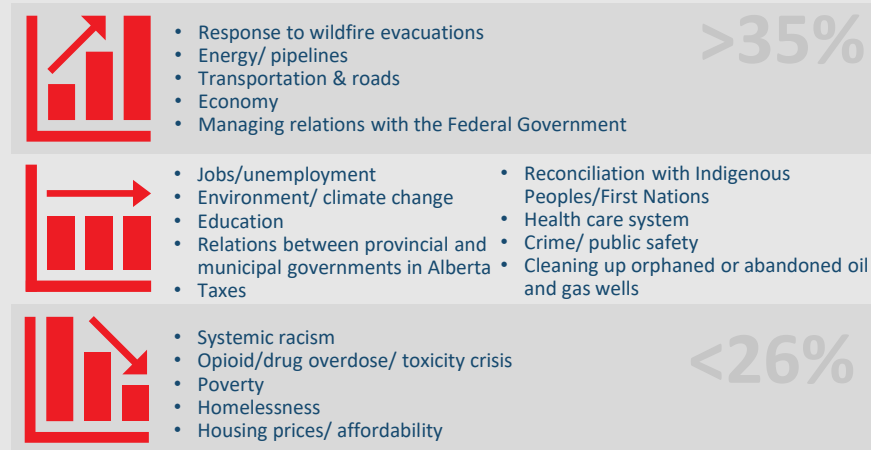 >35%
• Response to wildfire evacuations
• Energy/ pipelines
• Transportation & roads
• Economy
• Managing relations with the Federal Government
• Jobs/unemployment
• Environment/ climate change
• Education
• Relations between provincial and
municipal governments in Alberta
• Taxes
• Reconciliation with Indigenous
Peoples/First Nations
• Health care system
• Crime/ public safety
• Cleaning up orphaned or abandoned oil
and gas wells
<26%
• Systemic racism
• Opioid/drug overdose/ toxicity crisis
• Poverty
• Homelessness
• Housing prices/ affordability